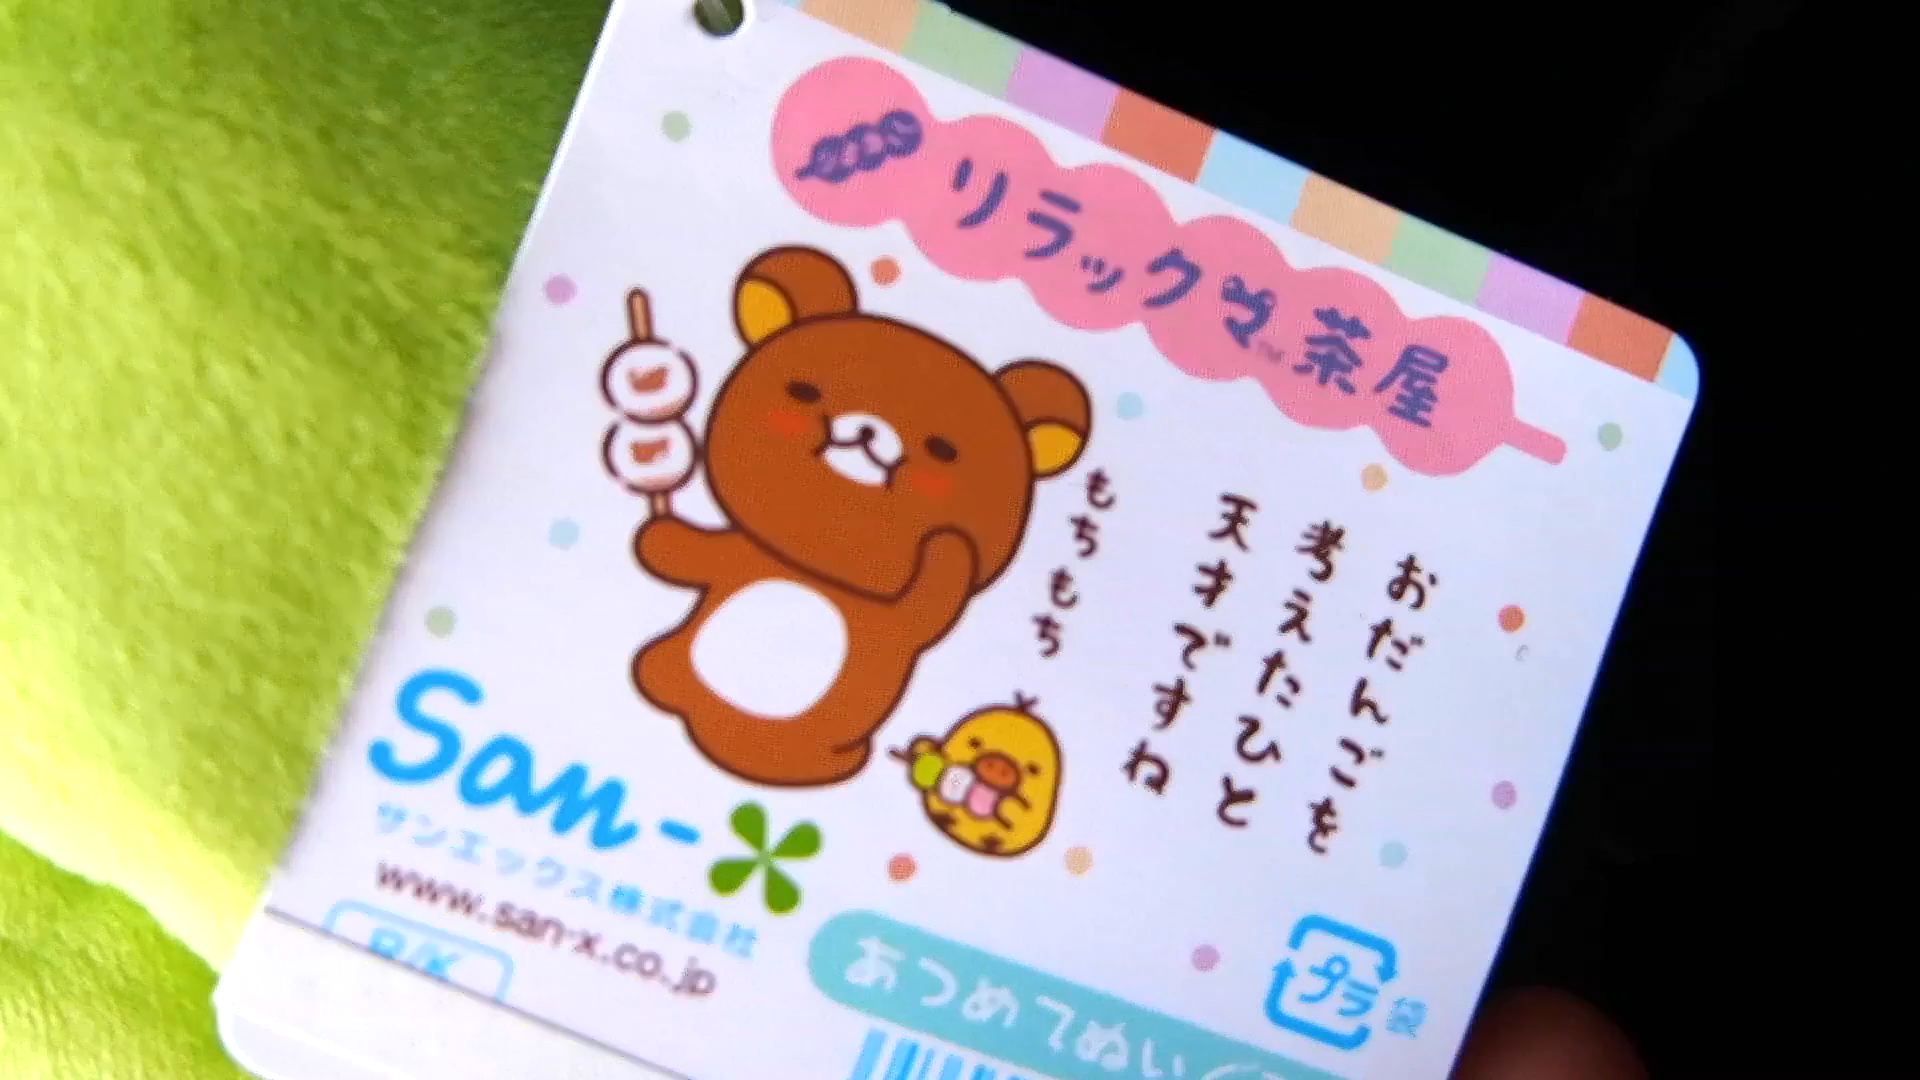 リラックマ茶屋
TM
おだんごを
考えたひと
天才ですね
もちもち
San-X
サンエックス株式会社
www.san-x.co.jp
R/K
あつめてぬい
プラ
袋